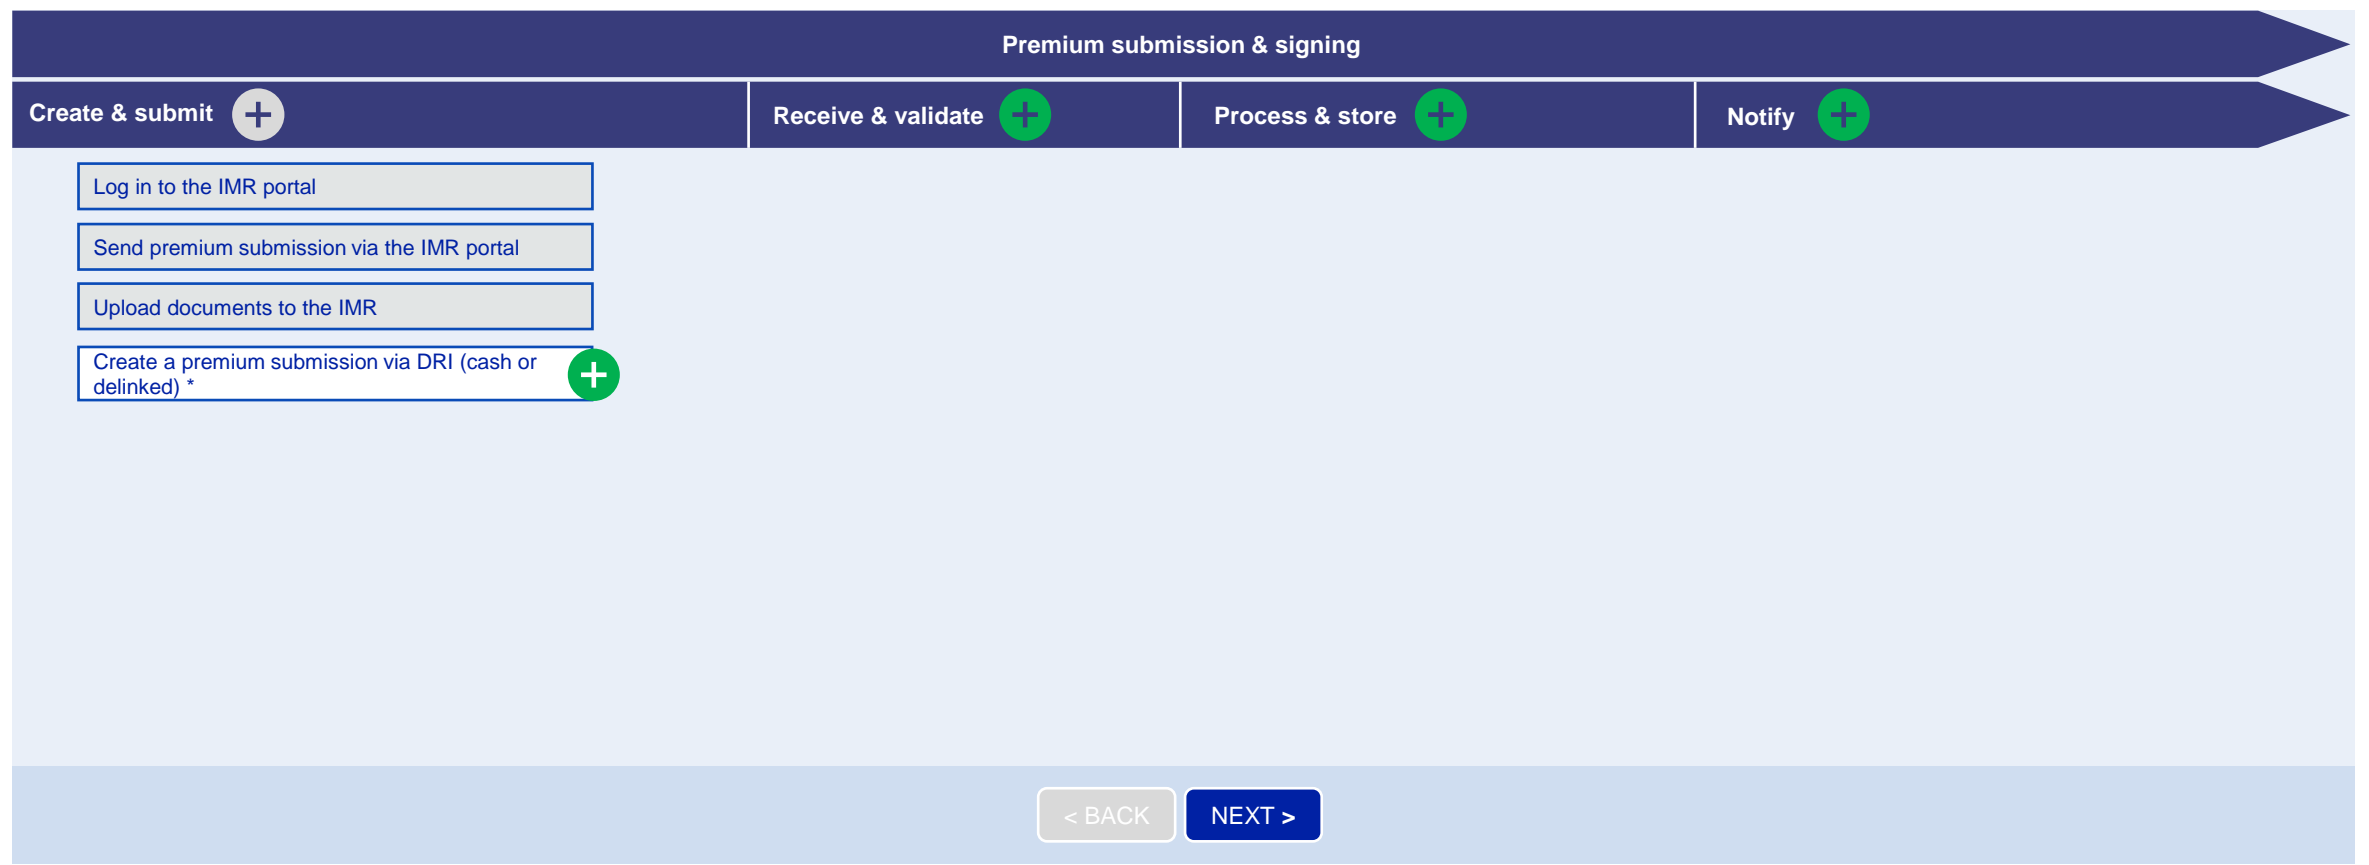 Premium submission & signing
Create & submit
Receive & validate
Process & store
Notify
Log in to the IMR portal
Send premium submission via the IMR portal
Upload documents to the IMR
Create a premium submission via DRI (cash or
delinked) *
< BACK
NEXT >